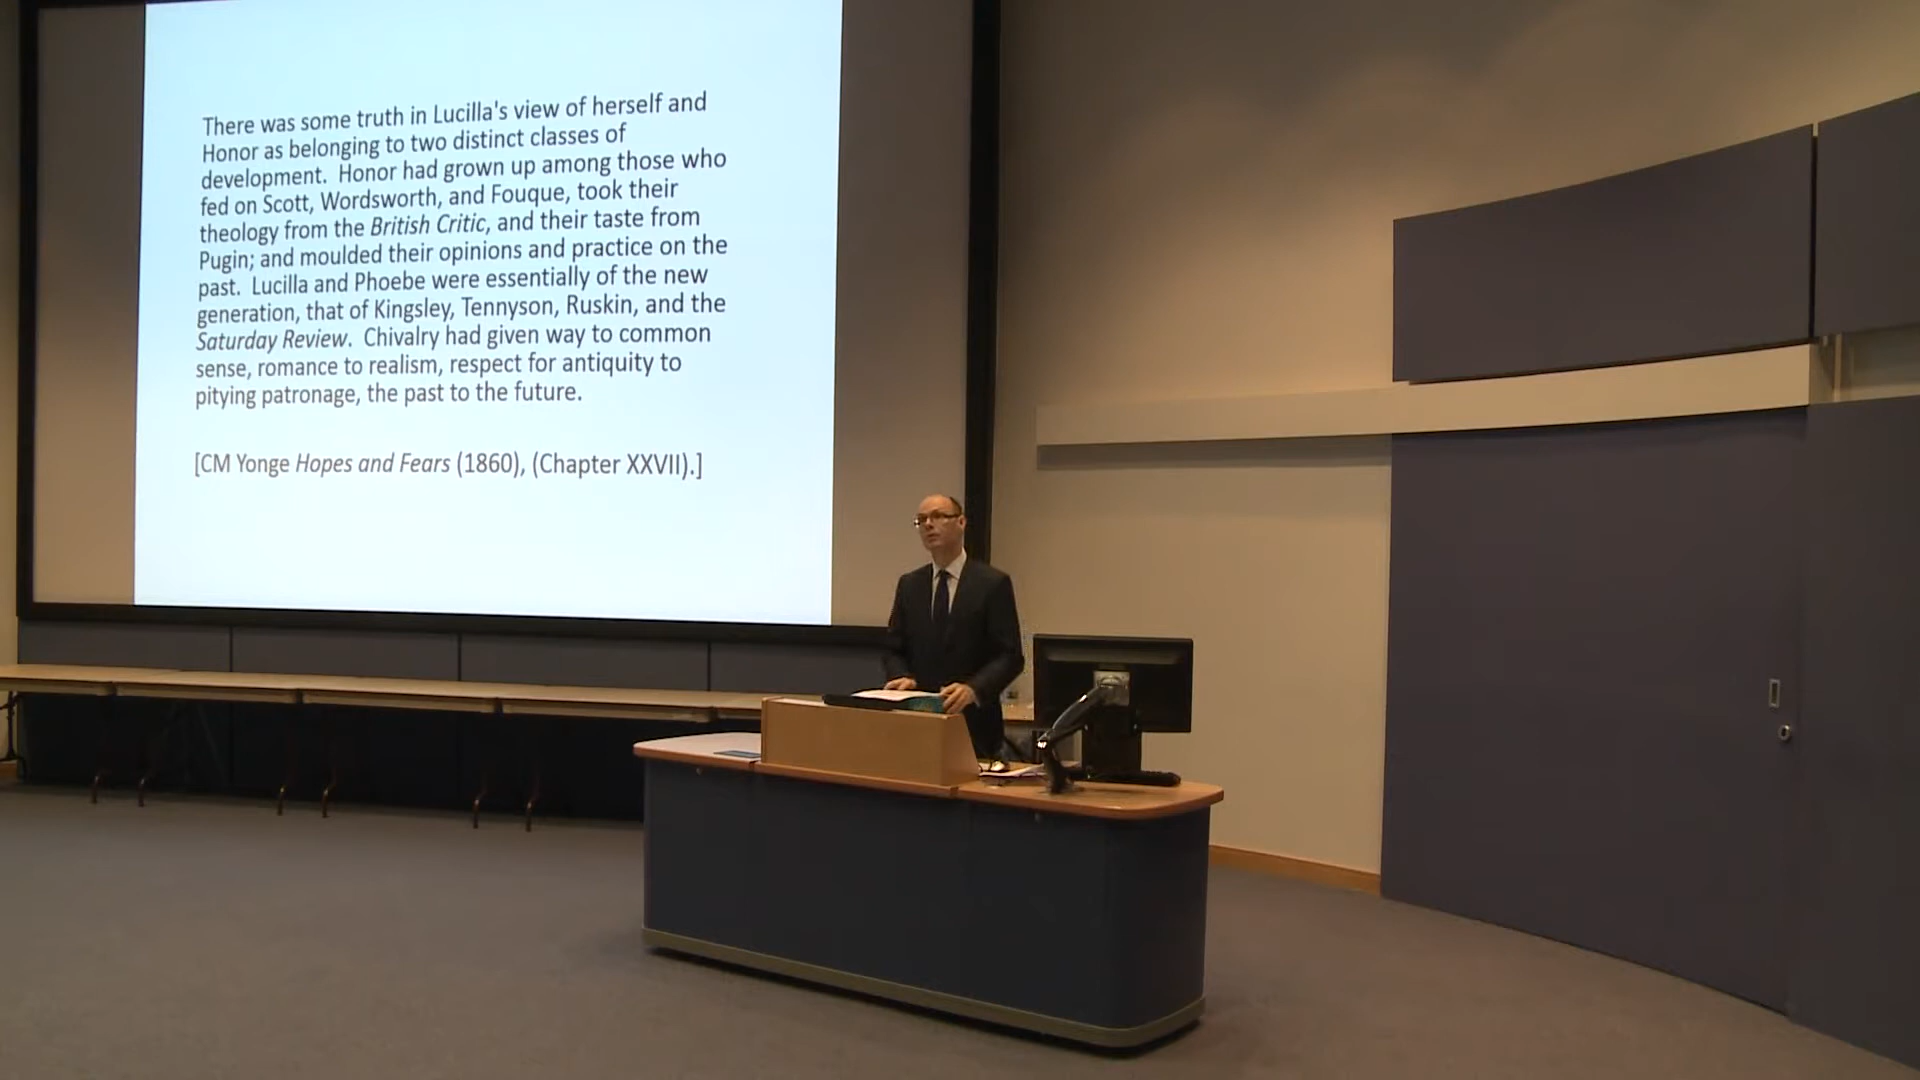 There was some truth in Lucilla's view of herself and
Honor as belonging to two distinct classes of
development. Honor had grown up among those who
fed on Scott, Wordsworth, and Fouque, took their
theology from the British Critic, and their taste from
Pugin; and moulded their opinions and practice on the
past. Lucilla and Phoebe were essentially of the new
generation, that of Kingsley, Tennyson, Ruskin, and the
Saturday Review. Chivalry had given way to common
sense, romance to realism, respect for antiquity to
pitying patronage, the past to the future.
[CM Yonge Hopes and Fears (1860), (Chapter XXVII).]